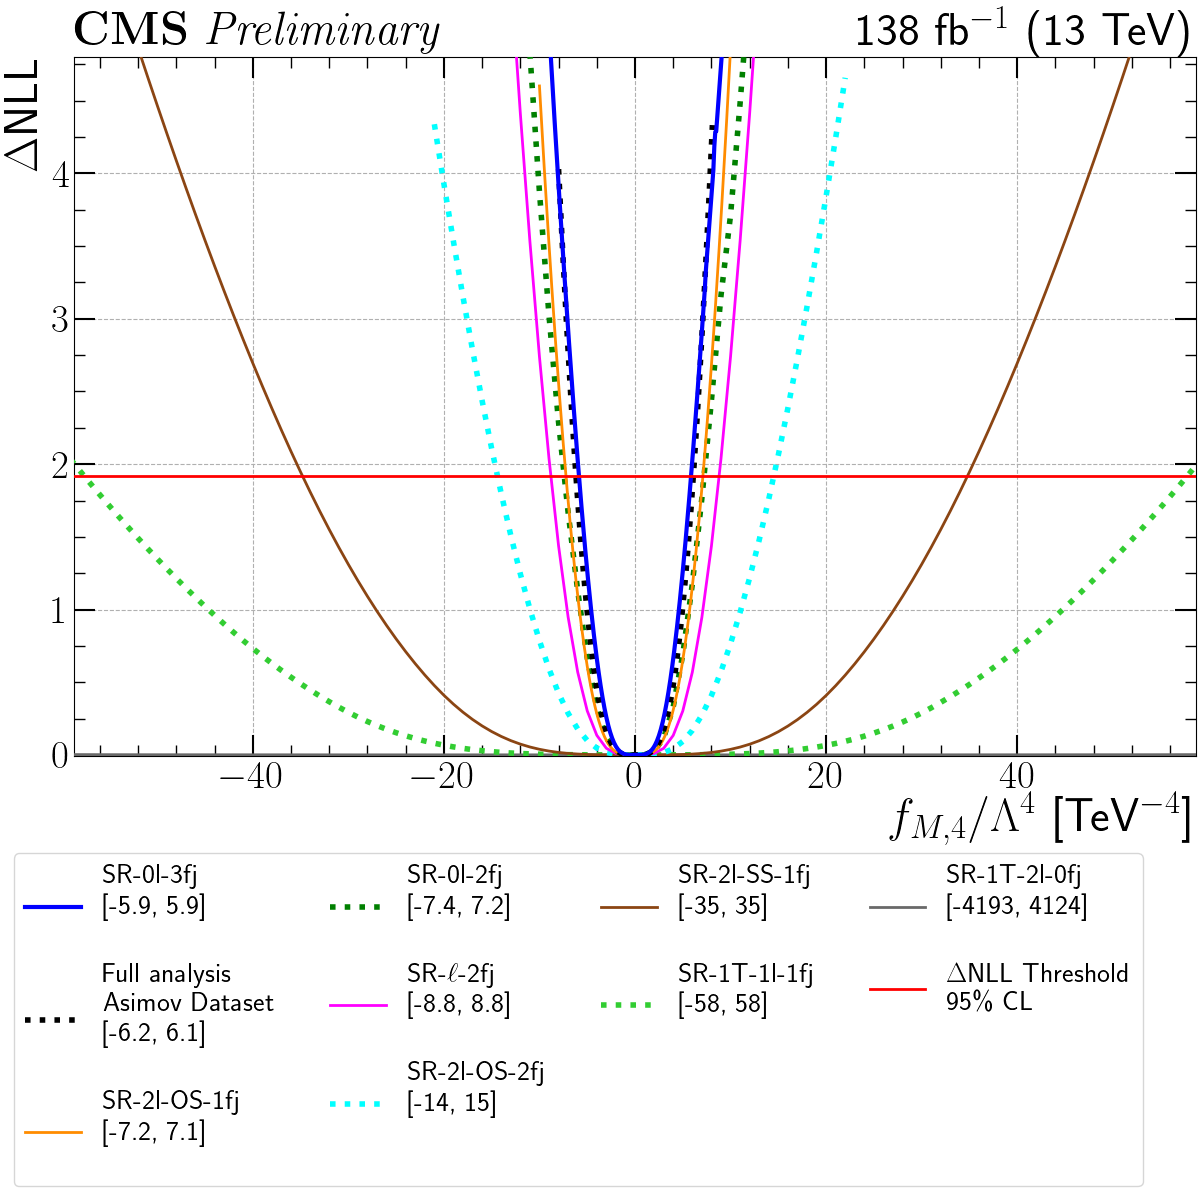 CMS Preliminary
138 fb⁻¹ (13 TeV)
ΔNLL
4
3
2
1
0
−40 −20 0 20 40
f_{M,4}/Λ⁴ [TeV⁻⁴]
SR-0l-3fj
[-5.9, 5.9]
Full analysis
Asimov Dataset
[-6.2, 6.1]
SR-2l-OS-1fj
[-7.2, 7.1]
SR-0l-2fj
[-7.4, 7.2]
SR-ℓ-2fj
[-8.8, 8.8]
SR-2l-OS-2fj
[-14, 15]
SR-2l-SS-1fj
[-35, 35]
SR-1T-1l-1fj
[-58, 58]
SR-1T-2l-0fj
[-4193, 4124]
ΔNLL Threshold
95% CL